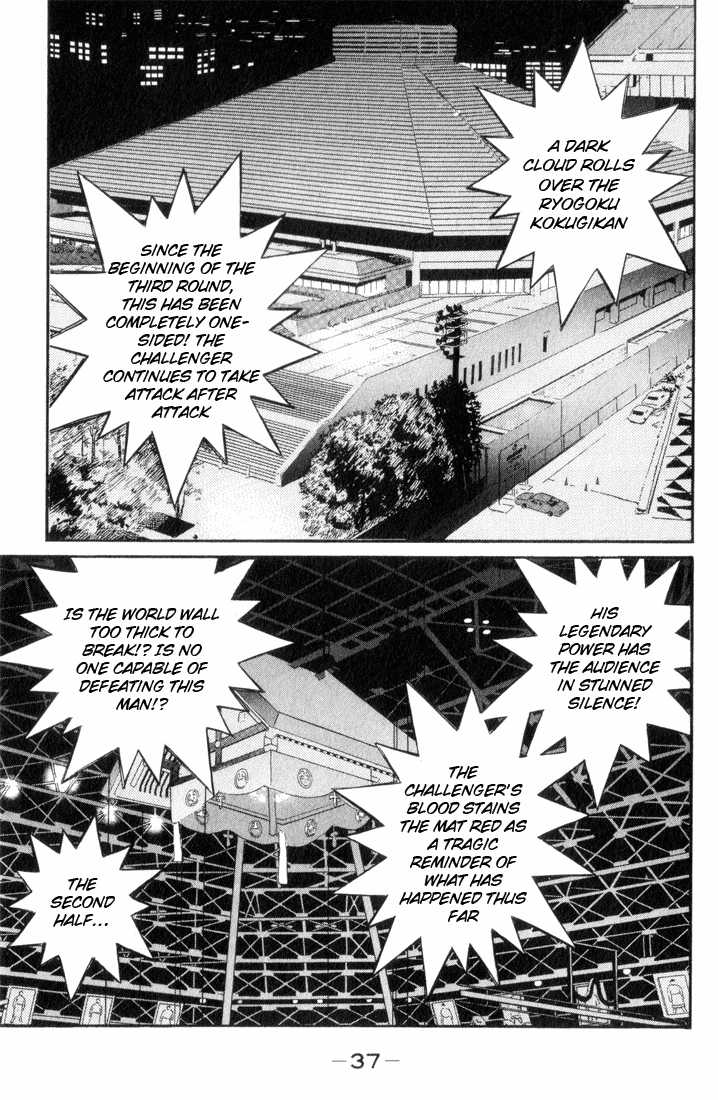 A DARK
CLOUD ROLLS
OVER THE
RYOGOKU
KOKUGIKAN
SINCE THE
BEGINNING OF THE
THIRD ROUND,
THIS HAS BEEN
COMPLETELY ONE-
SIDED! THE
CHALLENGER
CONTINUES TO TAKE
ATTACK AFTER
ATTACK
HIS
LEGENDARY
POWER HAS
THE AUDIENCE
IN STUNNED
SILENCE!
IS THE WORLD WALL
TOO THICK TO
BREAK!? IS NO
ONE CAPABLE OF
DEFEATING THIS
MAN!?
THE
CHALLENGER'S
BLOOD STAINS
THE MAT RED AS
A TRAGIC
REMINDER OF
WHAT HAS
HAPPENED THUS
FAR
THE
SECOND
HALF...
-37-